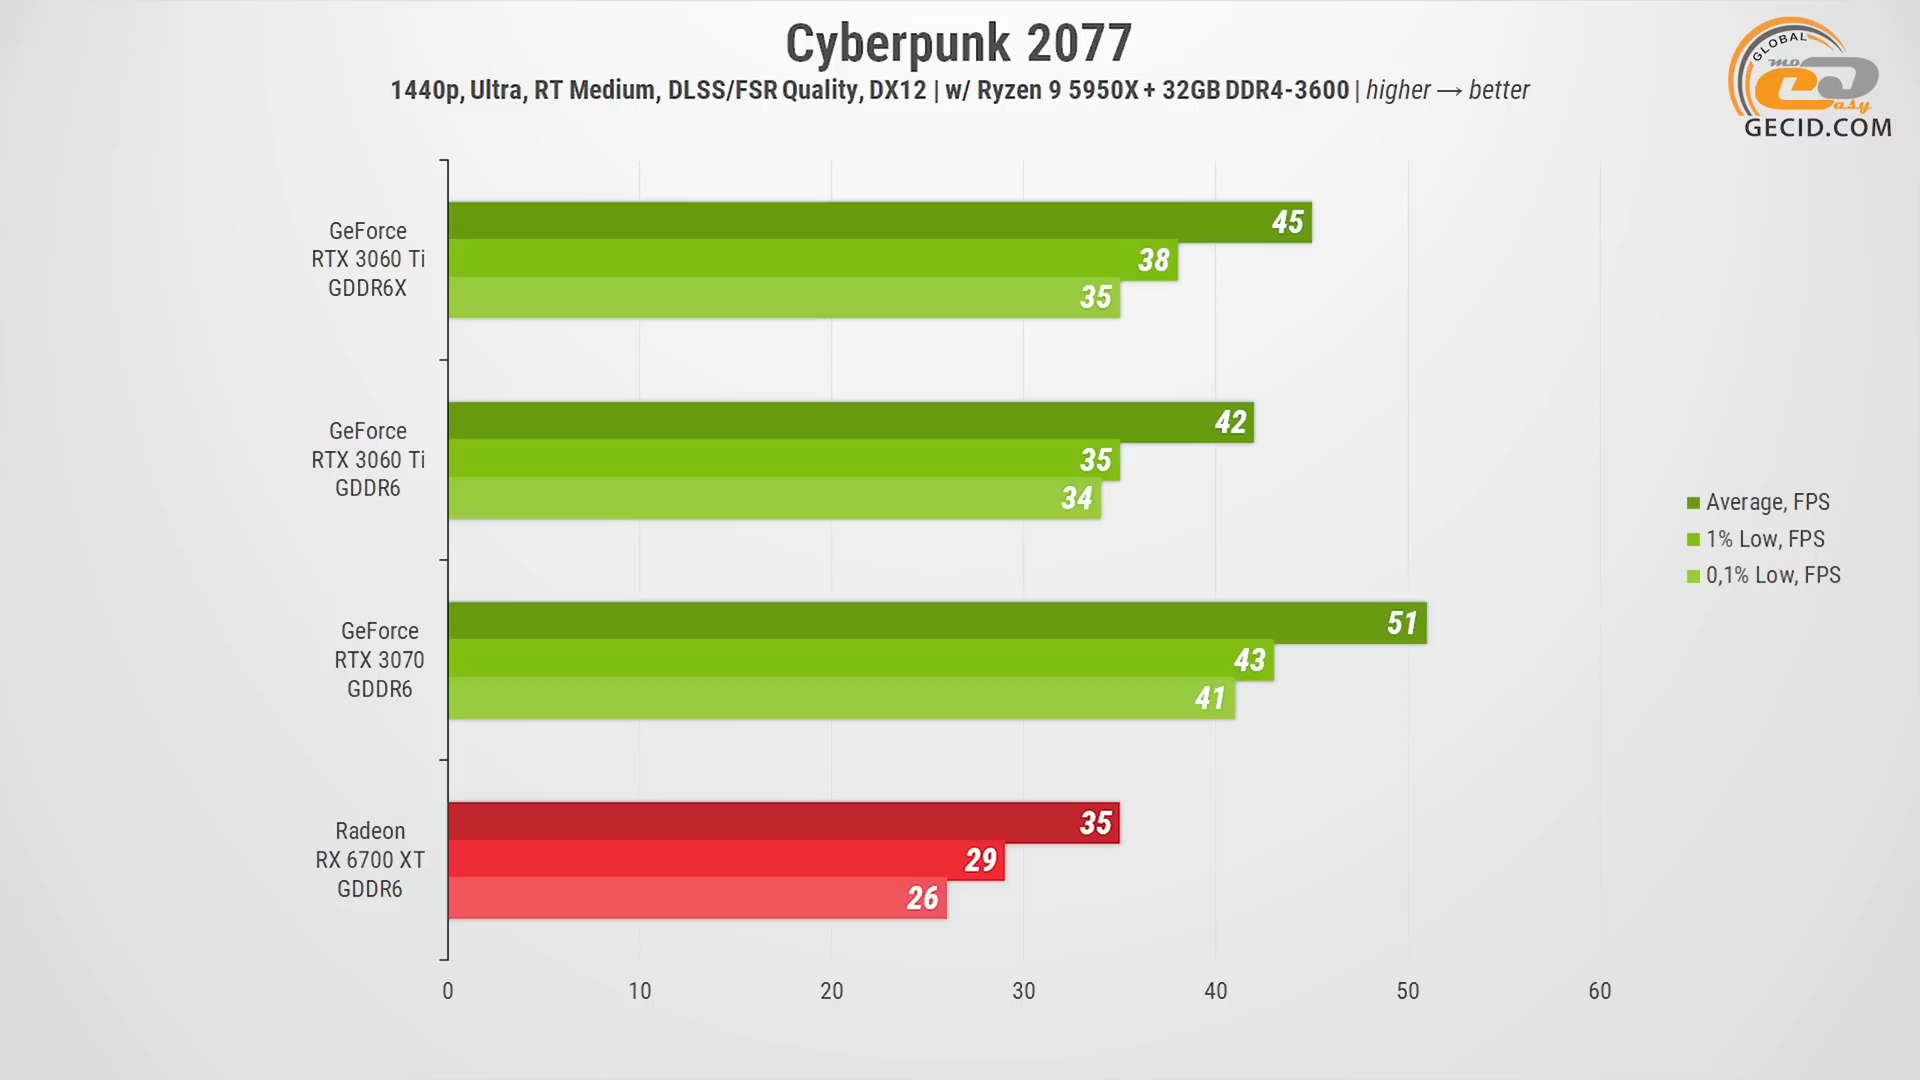 Cyberpunk 2077
1440p, Ultra, RT Medium, DLSS/FSR Quality, DX12 | w/ Ryzen 9 5950X + 32GB DDR4-3600 | higher → better
GLOBAL
mo
asy
GECID.COM
GeForce
RTX 3060 Ti
GDDR6X
45
38
35
GeForce
RTX 3060 Ti
GDDR6
42
35
34
GeForce
RTX 3070
GDDR6
51
43
41
Radeon
RX 6700 XT
GDDR6
35
29
26
Average, FPS
1% Low, FPS
0,1% Low, FPS
0 10 20 30 40 50 60